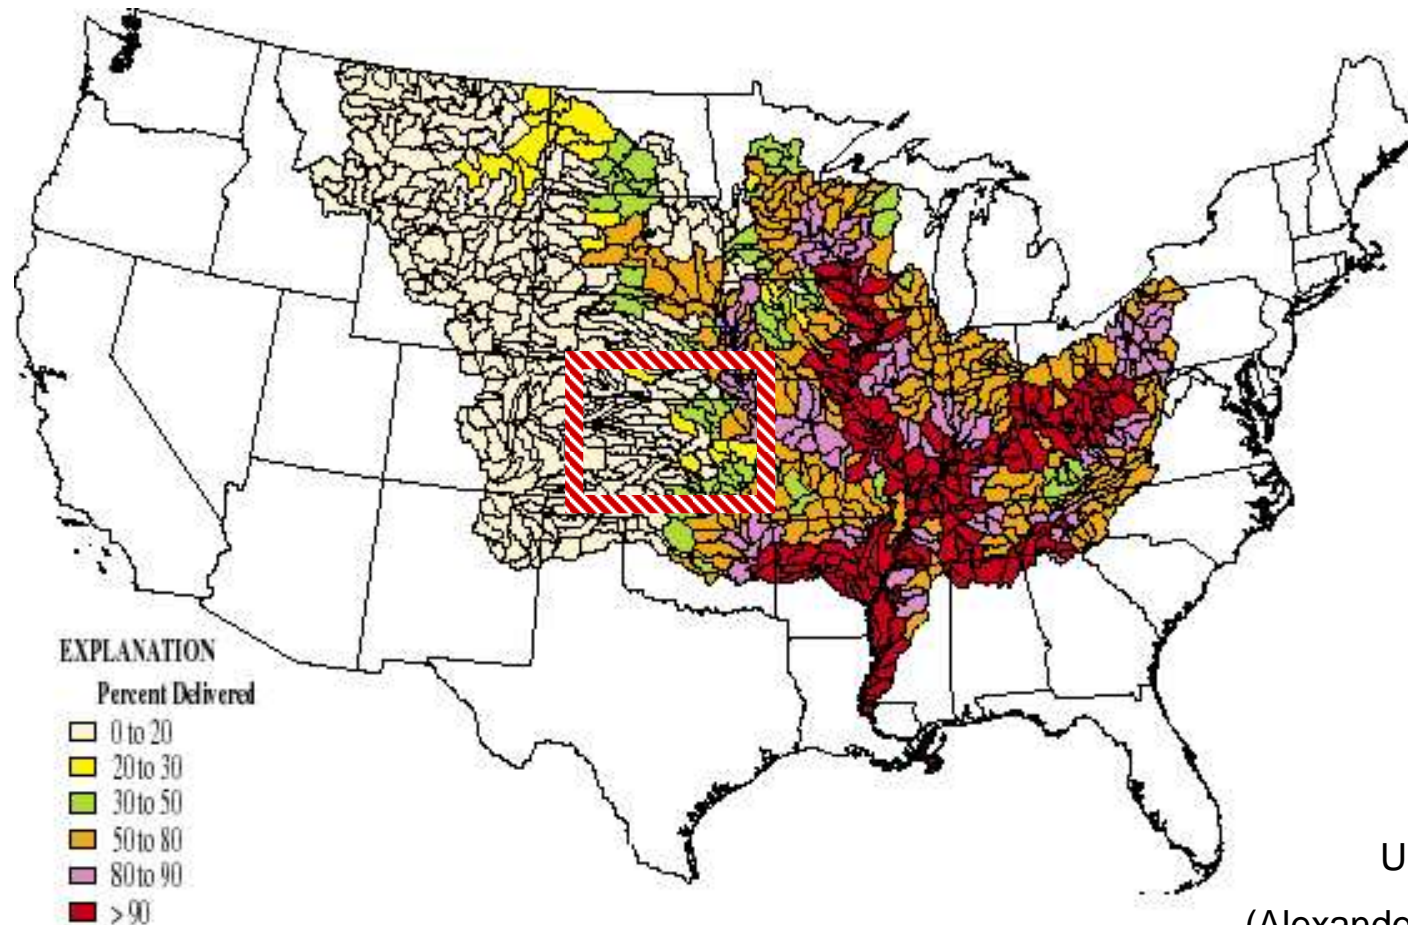 EXPLANATION
Percent Delivered
0 to 20
20 to 30
30 to 50
50 to 80
80 to 90
> 90
U
(Alexande